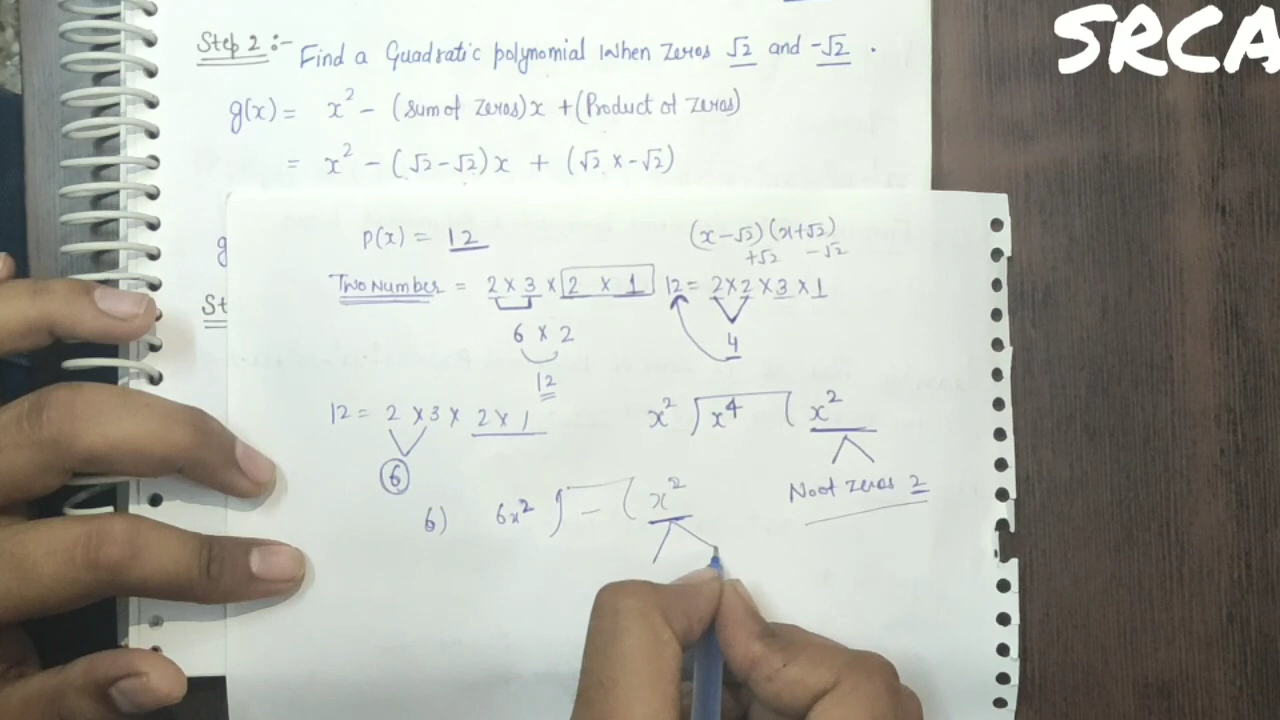 SRCA
Step 2 :- Find a Quadratic polynomial When Zeros √2 and -√2 .
g(x) = x² - (sum of zeros)x + (Product of zeros)
= x² - (√2 - √2)x + (√2 x -√2)
g
St
P(x) = 12
Two Number = 2 x 3 x 2 x 1
6 x 2
12
12 = 2 x 3 x 2 x 1
6
(x - √2) (x + √2)
+√2 -√2
12 = 2 x 2 x 3 x 1
4
x² ) x⁴ ( x²
No of zeros 2
6) 6x² ) - ( x²